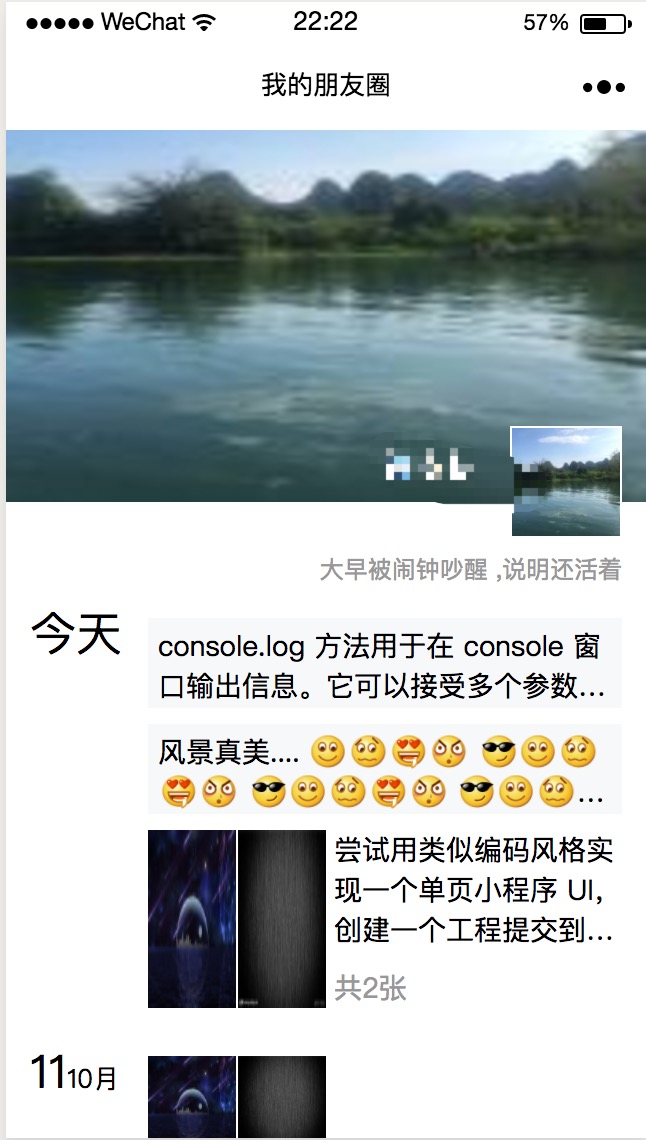 WeChat 22:22 57%
我的朋友圈
大早被闹钟吵醒 ,说明还活着
今天
console.log 方法用于在 console 窗
口输出信息。它可以接受多个参数...
风景真美....
...
尝试用类似编码风格实
现一个单页小程序 UI,
创建一个工程提交到...
共2张
1110月